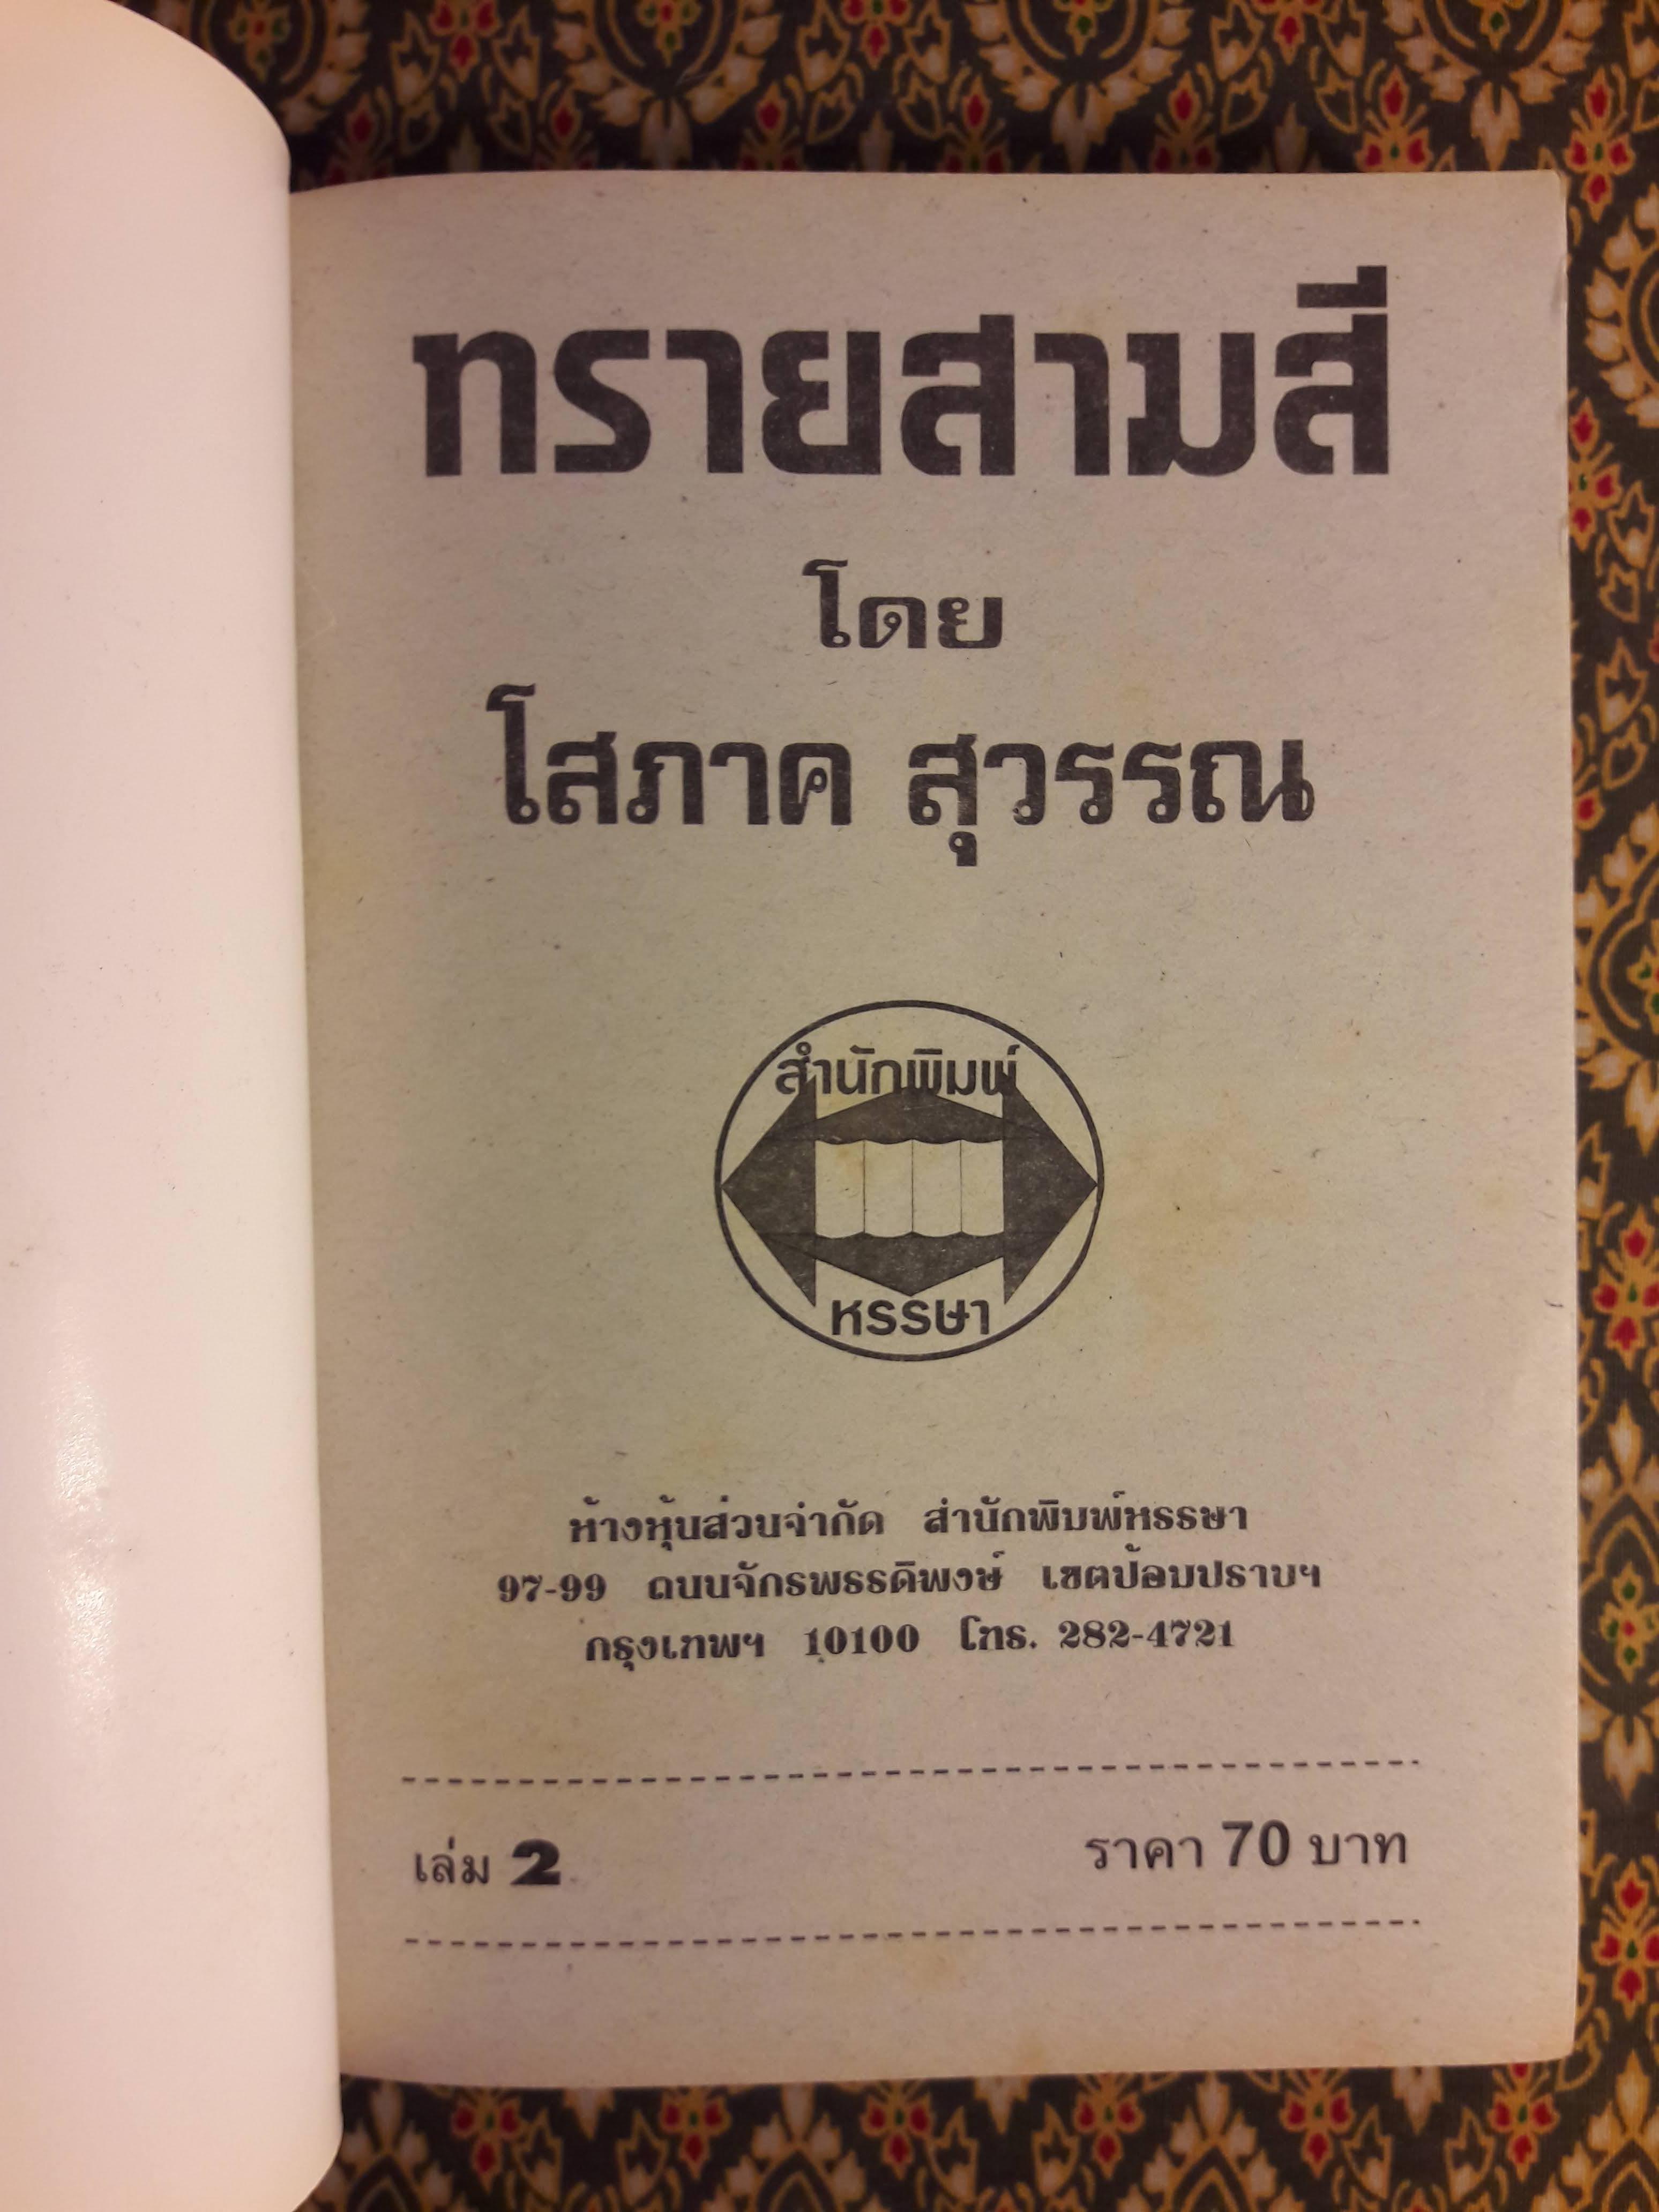 ทรายสามสี
โดย
โสภาค สุวรรณ
สำนักพิมพ์
หรรษา
ห้างหุ้นส่วนจำกัด สำนักพิมพ์หรรษา
97-99 ถนนจักรพรรดิพงษ์ เขตป้อมปราบฯ
กรุงเทพฯ 10100 โทร. 282-4721
เล่ม 2 ราคา 70 บาท